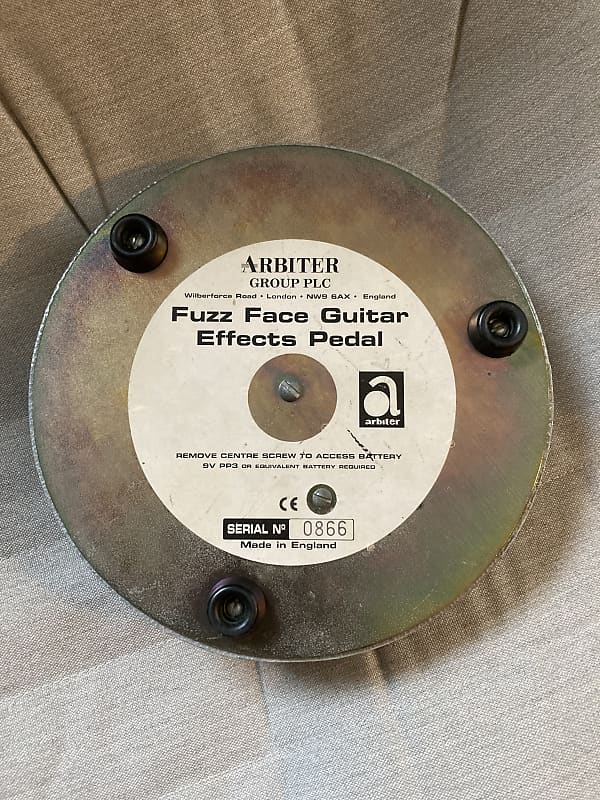 ARBITER
GROUP PLC
Wilberforce Road • London • NW9 6AX • England
Fuzz Face Guitar
Effects Pedal
a
arbiter
REMOVE CENTRE SCREW TO ACCESS BATTERY
9V PP3 OR EQUIVALENT BATTERY REQUIRED
CE
SERIAL Nº 0866
Made in England